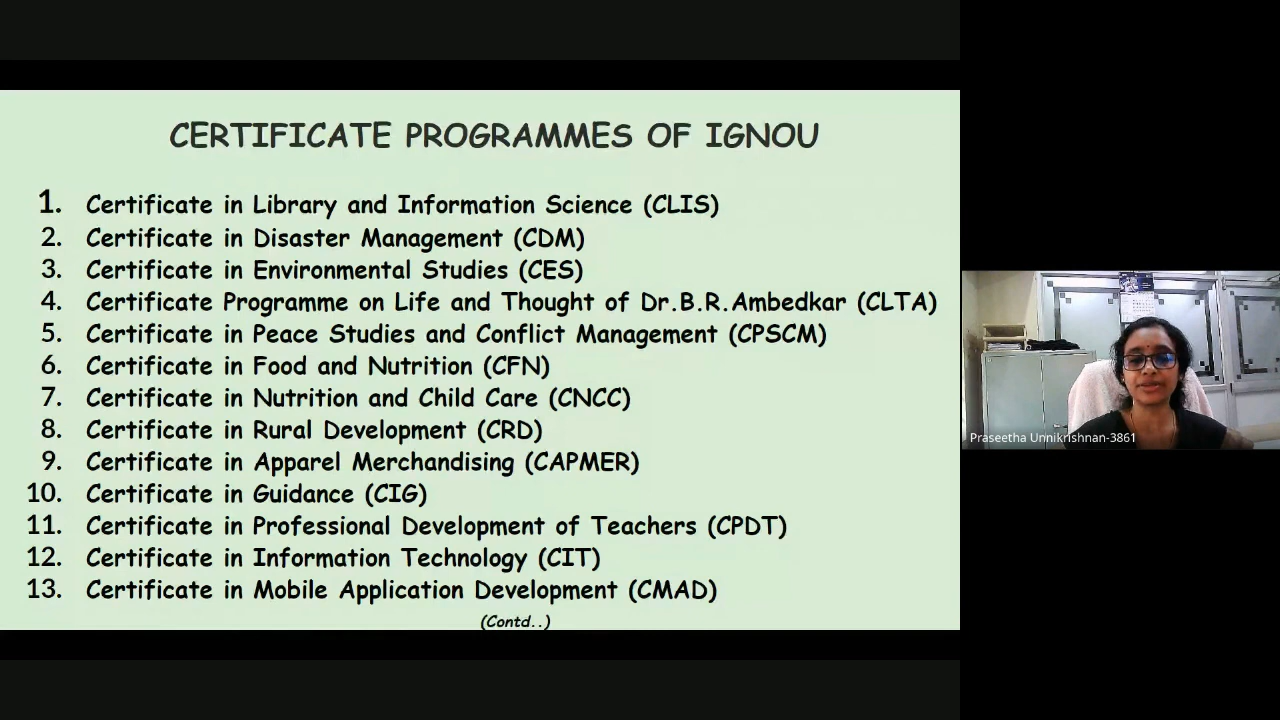 CERTIFICATE PROGRAMMES OF IGNOU
1. Certificate in Library and Information Science (CLIS)
2. Certificate in Disaster Management (CDM)
3. Certificate in Environmental Studies (CES)
4. Certificate Programme on Life and Thought of Dr.B.R.Ambedkar (CLTA)
5. Certificate in Peace Studies and Conflict Management (CPSCM)
6. Certificate in Food and Nutrition (CFN)
7. Certificate in Nutrition and Child Care (CNCC)
8. Certificate in Rural Development (CRD)
9. Certificate in Apparel Merchandising (CAPMER)
10. Certificate in Guidance (CIG)
11. Certificate in Professional Development of Teachers (CPDT)
12. Certificate in Information Technology (CIT)
13. Certificate in Mobile Application Development (CMAD)
(Contd..)
Praseetha Unnikrishnan-3861